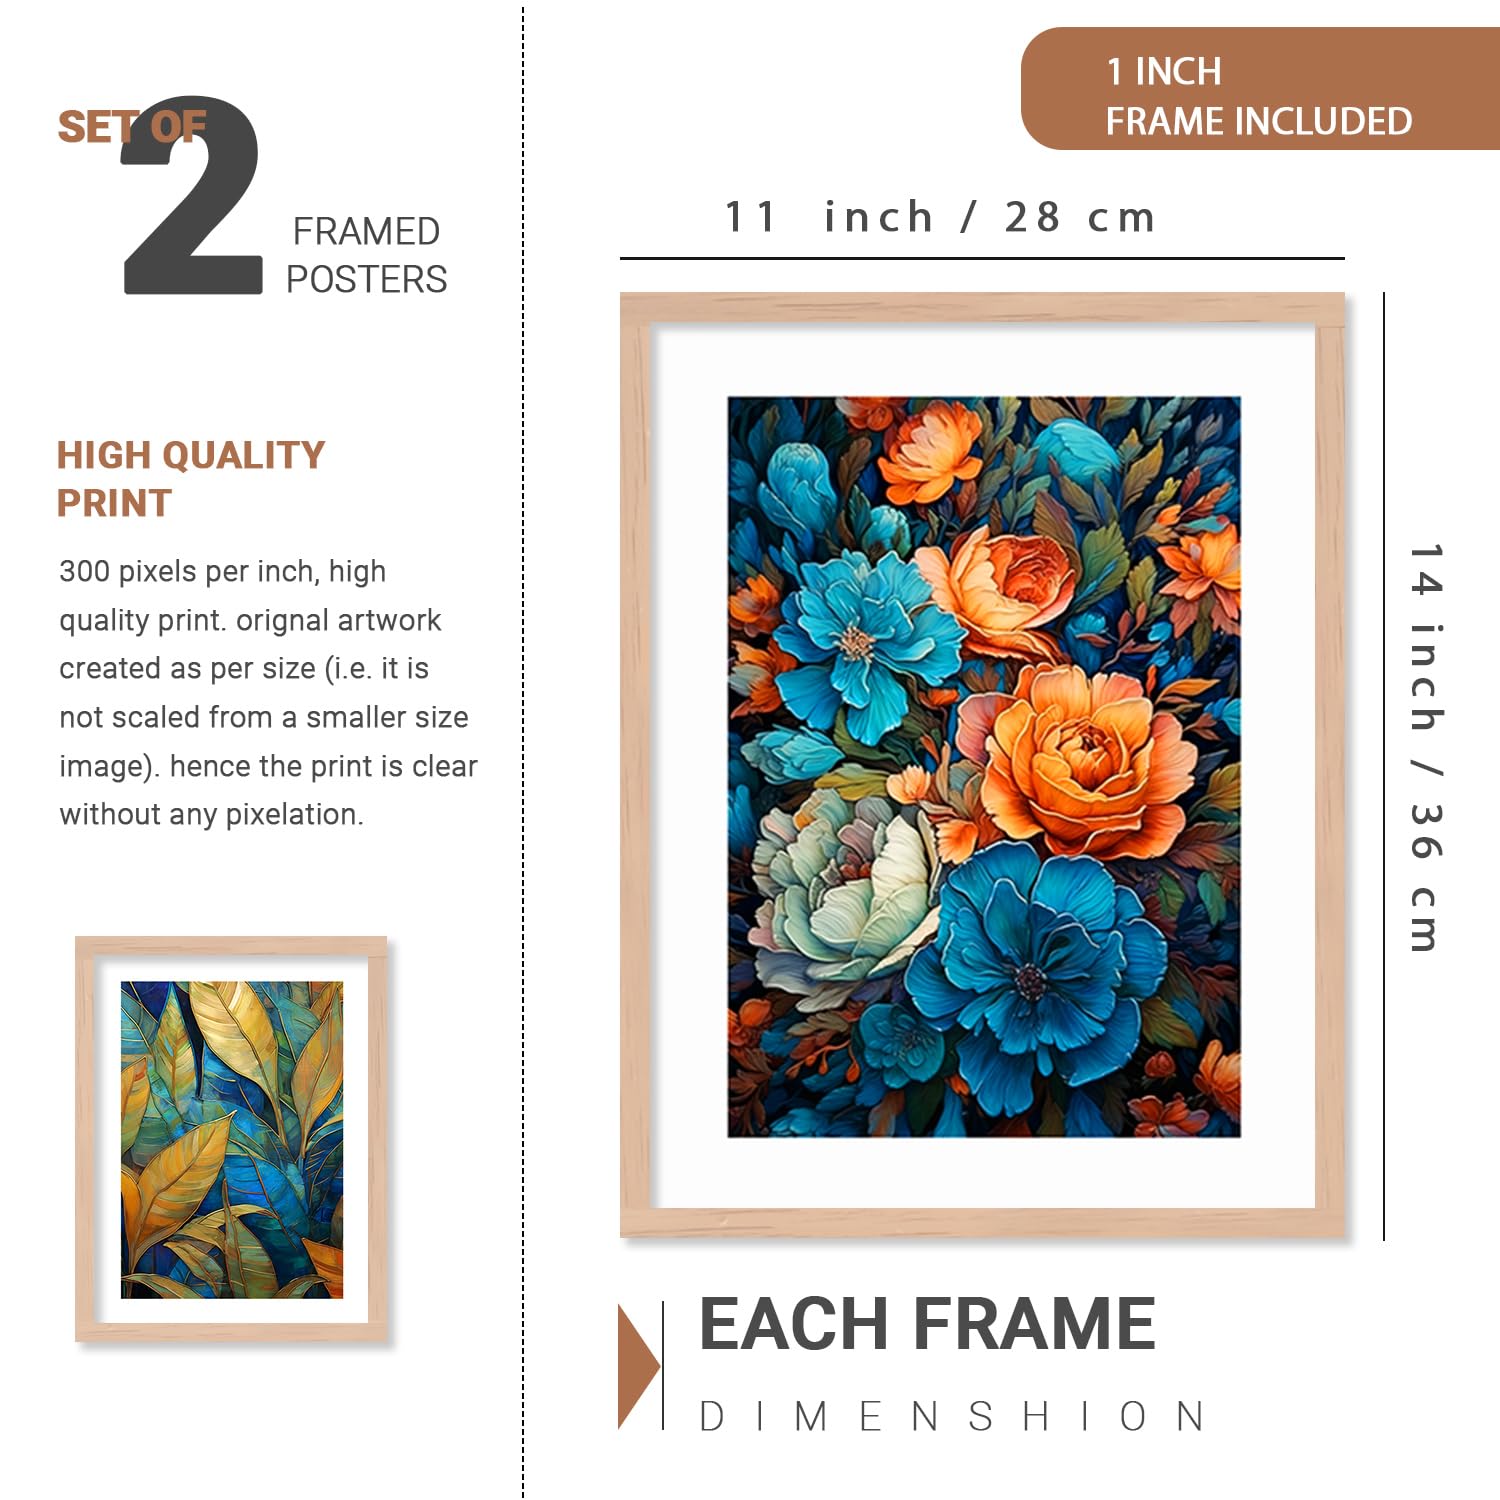 SET OF
2
FRAMED
POSTERS
HIGH QUALITY
PRINT
300 pixels per inch, high
quality print. orignal artwork
created as per size (i.e. it is
not scaled from a smaller size
image). hence the print is clear
without any pixelation.
1 INCH
FRAME INCLUDED
11 inch / 28 cm
14 inch / 36 cm
EACH FRAME
DIMENSHION